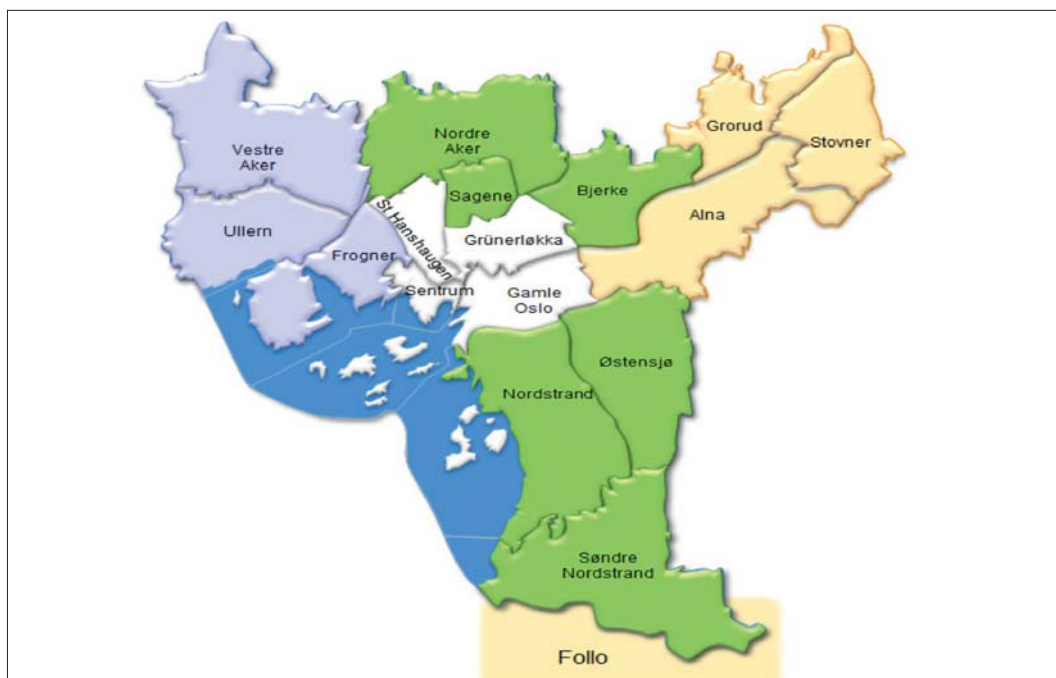 Vestre
Aker
Nordre
Aker
Grorud
Stovner
Sagene
Bjerke
Alna
Ullern
Frogner
St Hanshaugen
Grünerløkka
Sentrum
Gamle
Oslo
Nordstrand
Østensjø
Søndre
Nordstrand
Follo